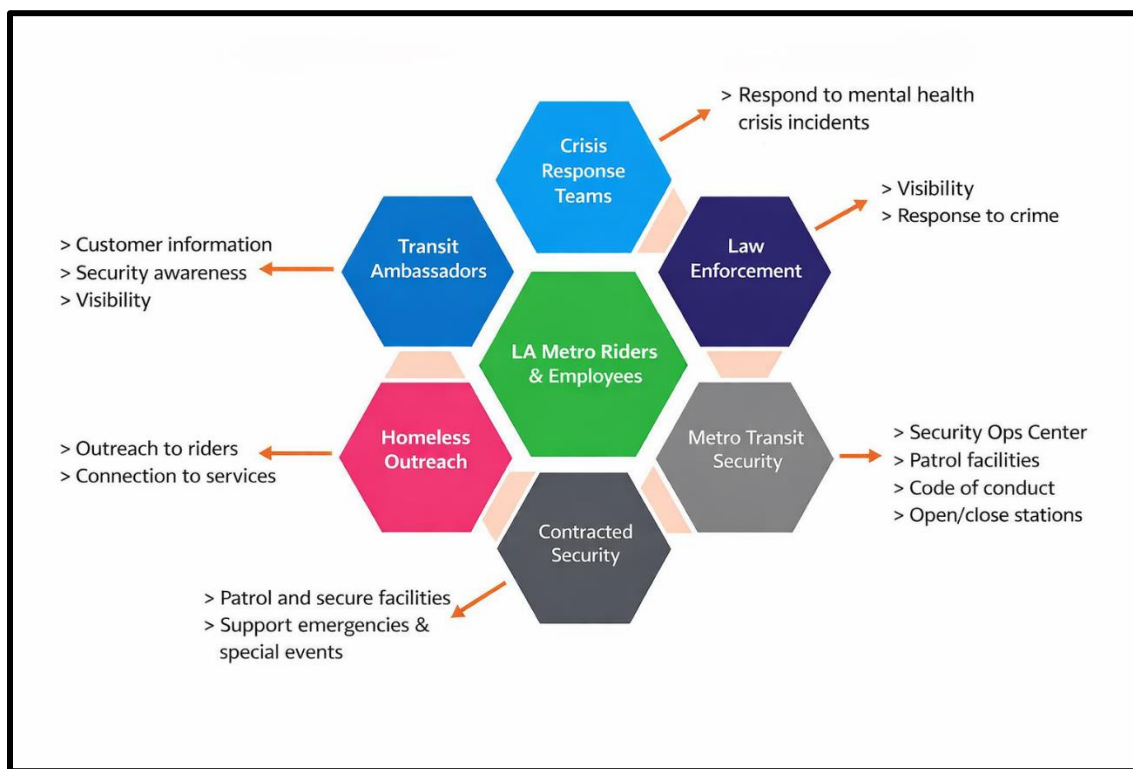 > Respond to mental health
crisis incidents
Crisis
Response
Teams
> Visibility
> Response to crime
Law
Enforcement
Transit
Ambassadors
> Customer information
> Security awareness
> Visibility
LA Metro Riders
& Employees
Homeless
Outreach
> Outreach to riders
> Connection to services
Metro Transit
Security
> Security Ops Center
> Patrol facilities
> Code of conduct
> Open/close stations
Contracted
Security
> Patrol and secure facilities
> Support emergencies &
special events